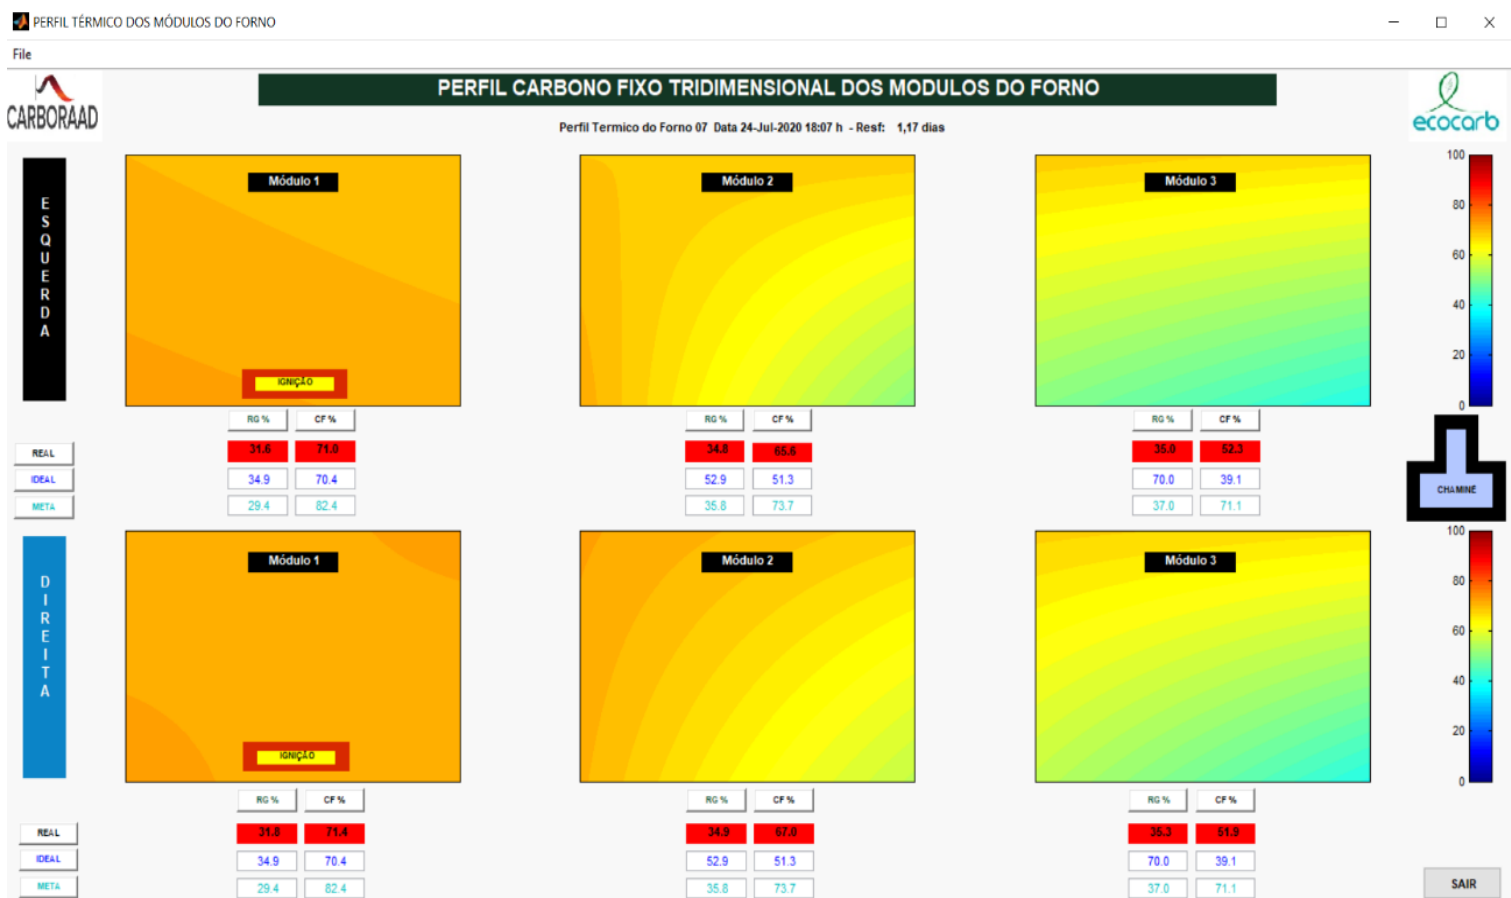 PERFIL TÉRMICO DOS MÓDULOS DO FORNO
File
CARBORAAD
PERFIL CARBONO FIXO TRIDIMENSIONAL DOS MODULOS DO FORNO
ecocarb
Perfil Termico do Forno 07 Data 24-Jul-2020 18:07 h - Resf: 1,17 dias
ESQUERDA
Módulo 1
IGNIÇÃO
Módulo 2
Módulo 3
100
80
60
40
20
0
RG % CF % RG % CF % RG % CF %
REAL 31.6 71.0 34.8 65.6 35.0 52.3
IDEAL 34.9 70.4 52.9 51.3 70.0 39.1
META 29.4 82.4 35.8 73.7 37.0 71.1
CHAMINE
DIREITA
Módulo 1
IGNIÇÃO
Módulo 2
Módulo 3
100
80
60
40
20
0
RG % CF % RG % CF % RG % CF %
REAL 31.8 71.4 34.9 67.0 35.3 51.9
IDEAL 34.9 70.4 52.9 51.3 70.0 39.1
META 29.4 82.4 35.8 73.7 37.0 71.1
SAIR